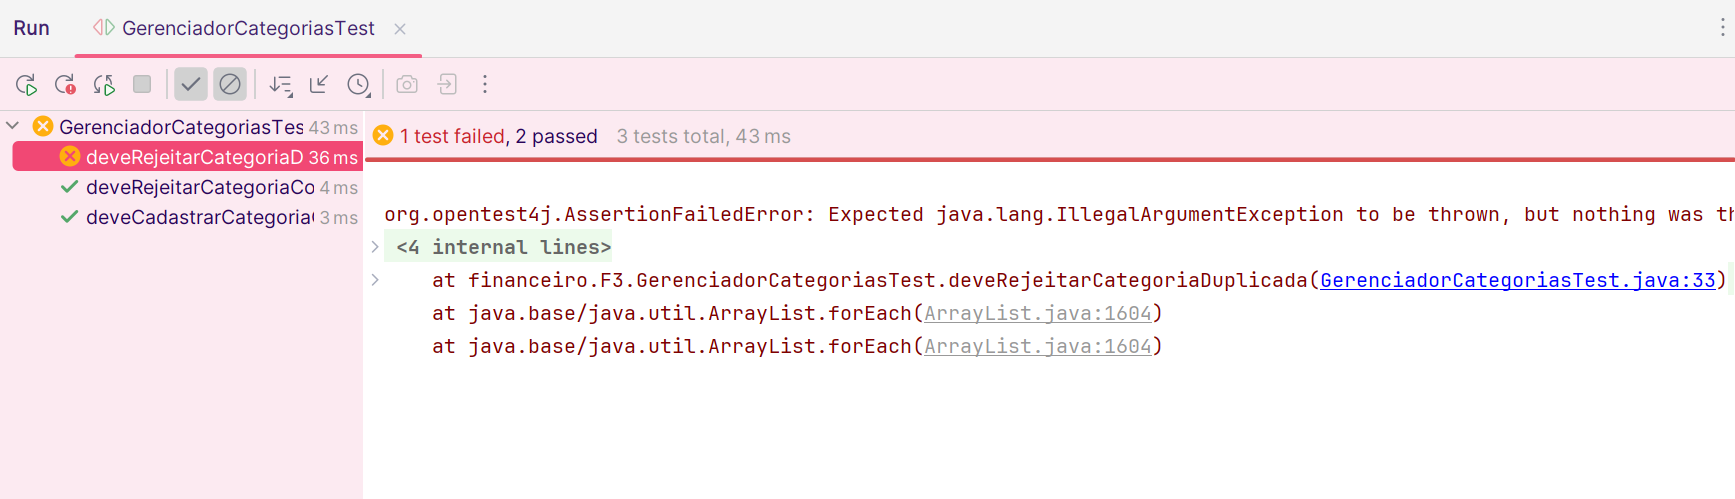 Run GerenciadorCategoriasTest
GerenciadorCategoriasTes 43 ms
deveRejeitarCategoriaD 36 ms
deveRejeitarCategoriaCo 4 ms
deveCadastrarCategoria 3 ms
1 test failed, 2 passed 3 tests total, 43 ms
org.opentest4j.AssertionFailedError: Expected java.lang.IllegalArgumentException to be thrown, but nothing was th
<4 internal lines>
at financeiro.F3.GerenciadorCategoriasTest.deveRejeitarCategoriaDuplicada(GerenciadorCategoriasTest.java:33)
at java.base/java.util.ArrayList.forEach(ArrayList.java:1604)
at java.base/java.util.ArrayList.forEach(ArrayList.java:1604)